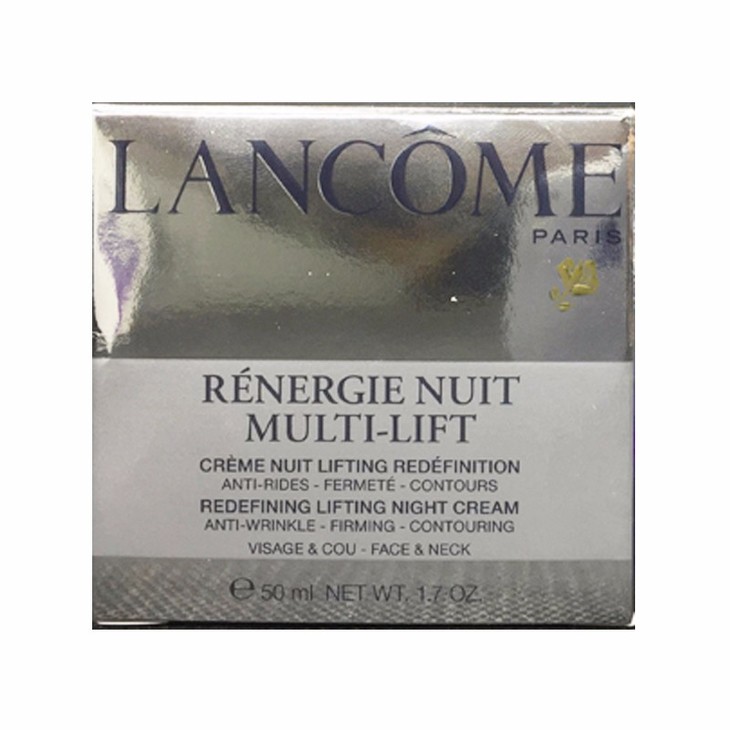 LANCÔME
PARIS
RÉNERGIE NUIT
MULTI-LIFT
CRÈME NUIT LIFTING REDÉFINITION
ANTI-RIDES - FERMETÉ - CONTOURS
REDEFINING LIFTING NIGHT CREAM
ANTI-WRINKLE - FIRMING - CONTOURING
VISAGE & COU - FACE & NECK
℮ 50 ml NET WT. 1.7 OZ.